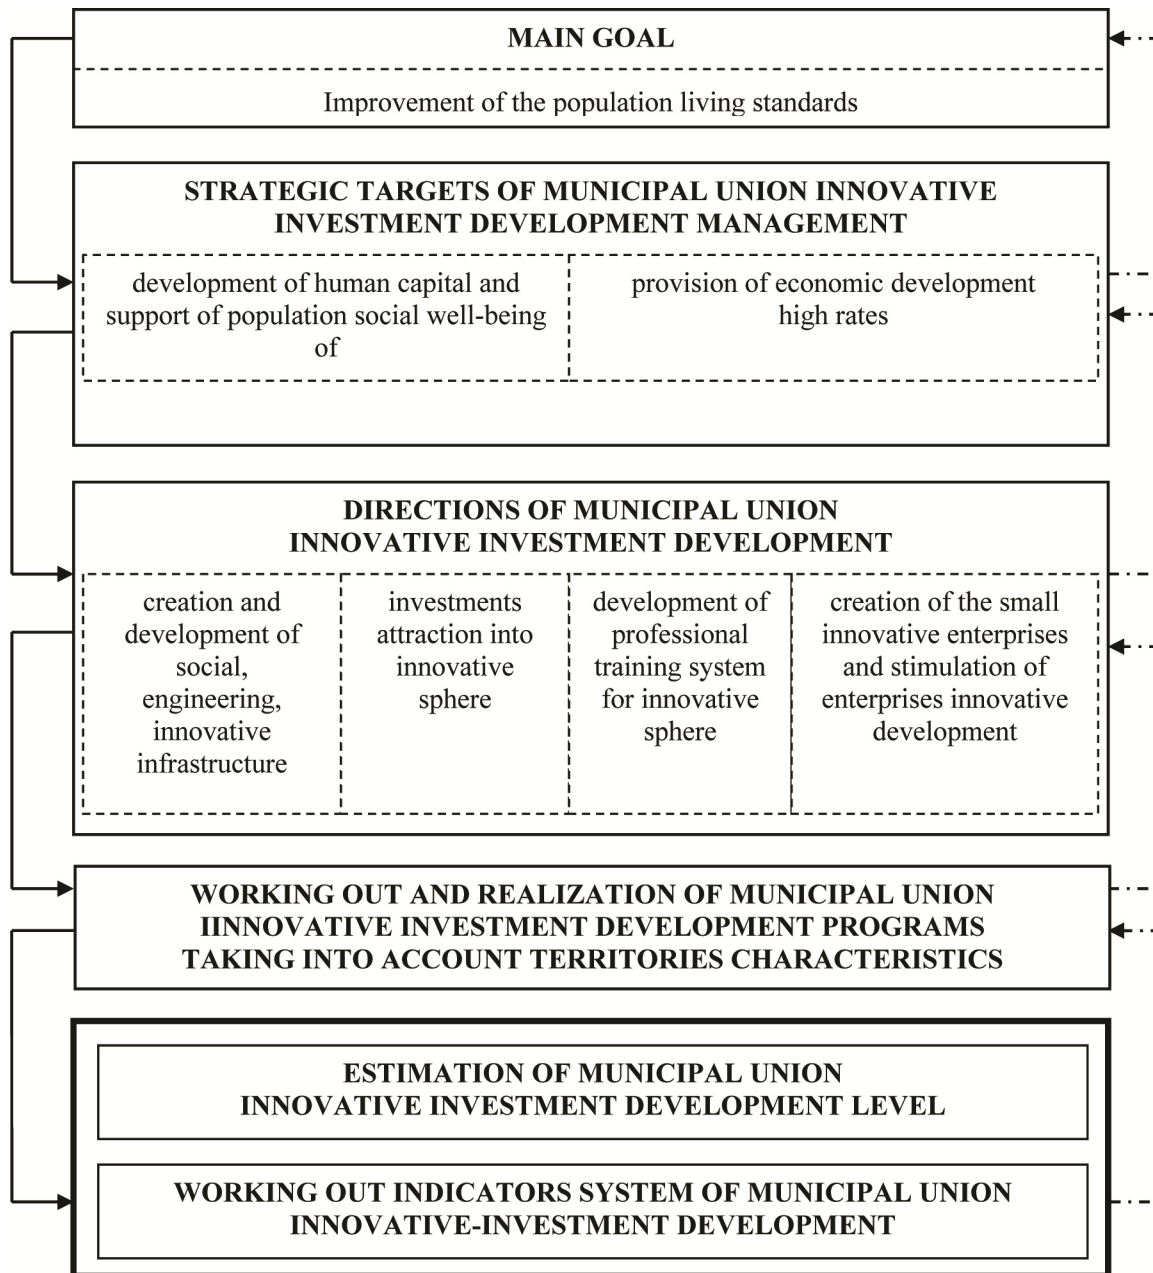 MAIN GOAL
Improvement of the population living standards
STRATEGIC TARGETS OF MUNICIPAL UNION INNOVATIVE
INVESTMENT DEVELOPMENT MANAGEMENT
development of human capital and
support of population social well-being
of
provision of economic development
high rates
DIRECTIONS OF MUNICIPAL UNION
INNOVATIVE INVESTMENT DEVELOPMENT
creation and
development of
social,
engineering,
innovative
infrastructure
investments
attraction into
innovative
sphere
development of
professional
training system
for innovative
sphere
creation of the small
innovative enterprises
and stimulation of
enterprises innovative
development
WORKING OUT AND REALIZATION OF MUNICIPAL UNION
IINNOVATIVE INVESTMENT DEVELOPMENT PROGRAMS
TAKING INTO ACCOUNT TERRITORIES CHARACTERISTICS
ESTIMATION OF MUNICIPAL UNION
INNOVATIVE INVESTMENT DEVELOPMENT LEVEL
WORKING OUT INDICATORS SYSTEM OF MUNICIPAL UNION
INNOVATIVE-INVESTMENT DEVELOPMENT